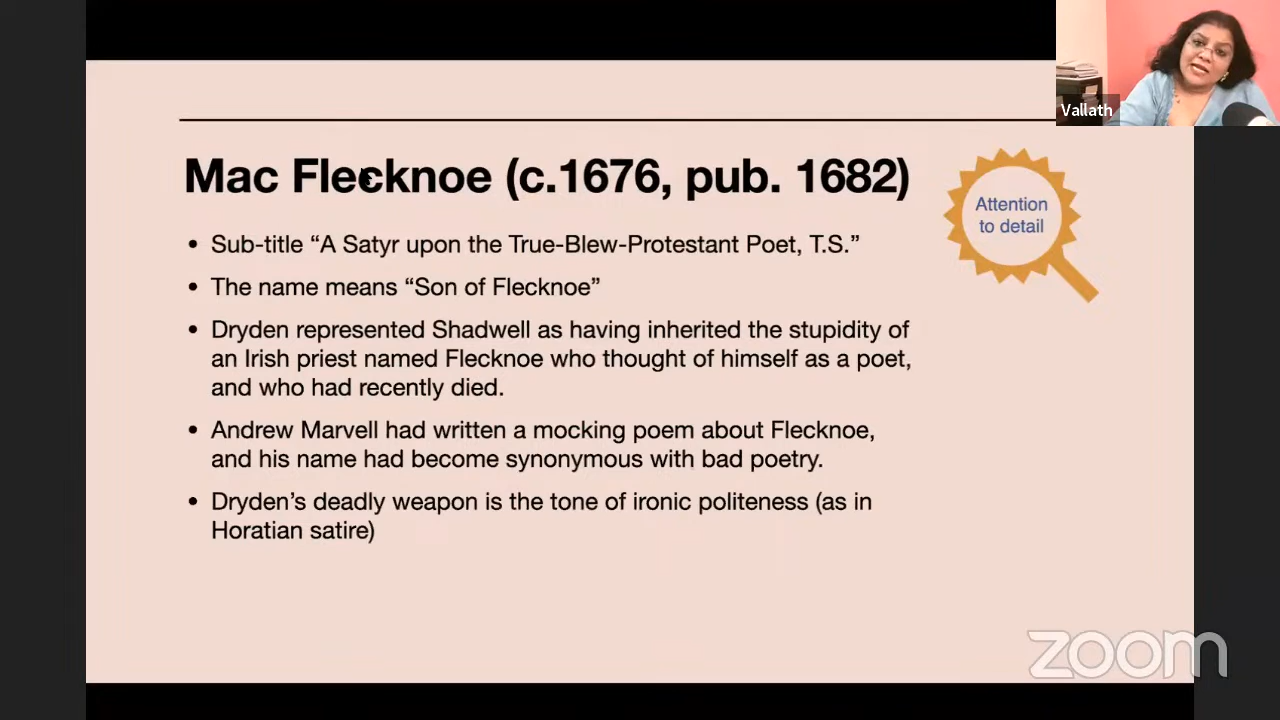 Vallath
Mac Flecknoe (c.1676, pub. 1682)
Attention
to detail
• Sub-title “A Satyr upon the True-Blew-Protestant Poet, T.S.”
• The name means “Son of Flecknoe”
• Dryden represented Shadwell as having inherited the stupidity of
an Irish priest named Flecknoe who thought of himself as a poet,
and who had recently died.
• Andrew Marvell had written a mocking poem about Flecknoe,
and his name had become synonymous with bad poetry.
• Dryden’s deadly weapon is the tone of ironic politeness (as in
Horatian satire)
zoom